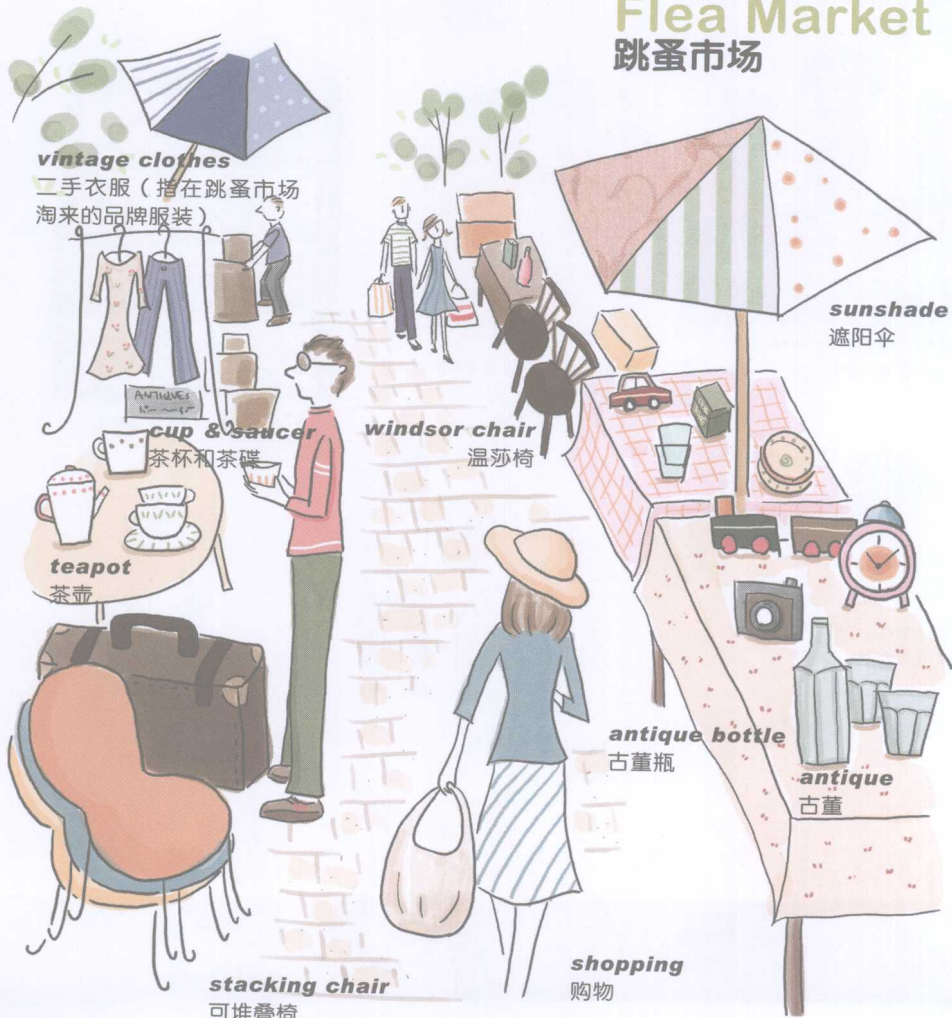 Flea Market
跳蚤市场
vintage clothes
二手衣服（指在跳蚤市场
淘来的品牌服装）
sunshade
遮阳伞
ANTIQUES
cup & saucer
茶杯和茶碟
windsor chair
温莎椅
teapot
茶壶
antique bottle
古董瓶
antique
古董
shopping
购物
stacking chair
可堆叠椅